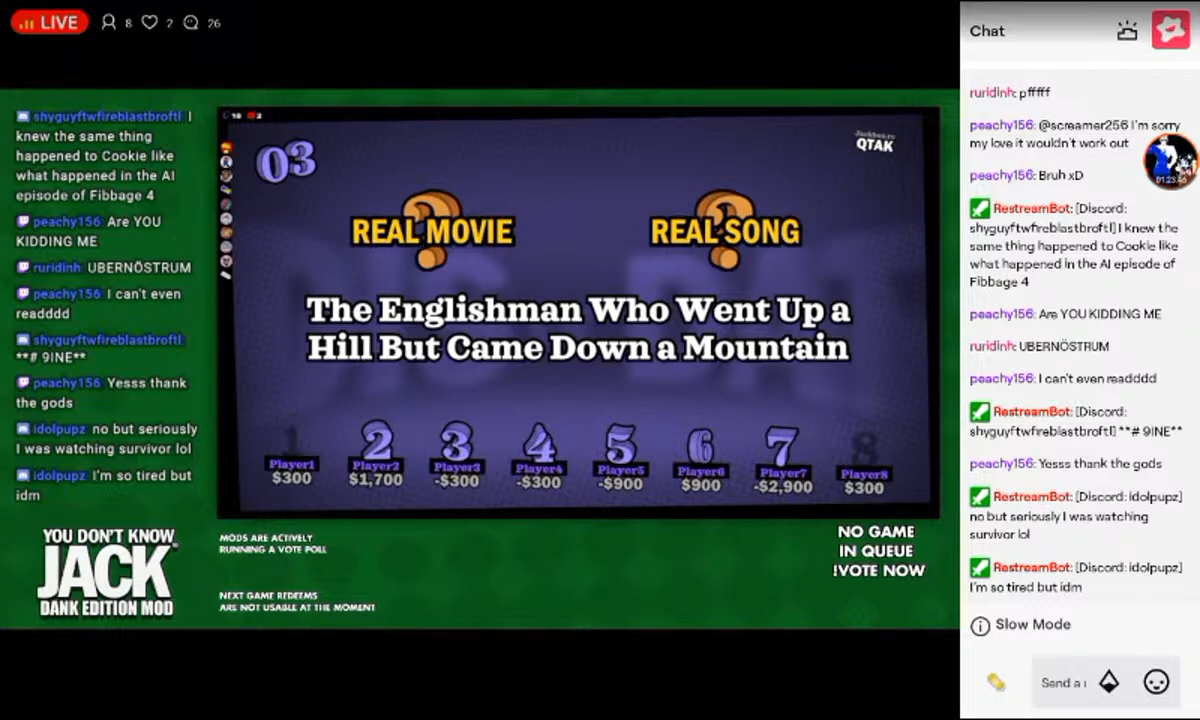 LIVE 8 2 26
shyguyftwfireblastbroftl I
knew the same thing
happened to Cookie like
what happened in the AI
episode of Fibbage 4
peachy156: Are YOU
KIDDING ME
ruridinh UBERNÖSTRUM
peachy156: I can't even
readddd
shyguyftwfireblastbroftl:
**# 9INE**
peachy156 Yesss thank
the gods
idolpupz no but seriously
I was watching survivor lol
idolpupz I'm so tired but
idm
YOU DON'T KNOW
JACK
DANK EDITION MOD
03
QTAK
REAL MOVIE
REAL SONG
The Englishman Who Went Up a
Hill But Came Down a Mountain
1 2 3 4 5 6 7 8
Player1 Player2 Player3 Player4 Player5 Player6 Player7 Player8
$300 $1,700 -$300 -$300 -$900 $900 -$2,900 $300
MODS ARE ACTIVELY
RUNNING A VOTE POLL
NEXT GAME REDEEMS
ARE NOT USABLE AT THE MOMENT
NO GAME
IN QUEUE
!VOTE NOW
Chat
ruridinh: pfffff
peachy156: @screamer256 I'm sorry
my love it wouldn't work out
peachy156: Bruh xD
RestreamBot: [Discord:
shyguyftwfireblastbroftl] I knew the
same thing happened to Cookie like
what happened in the AI episode of
Fibbage 4
peachy156: Are YOU KIDDING ME
ruridinh: UBERNÖSTRUM
peachy156: I can't even readddd
RestreamBot: [Discord:
shyguyftwfireblastbroftl] **# 9INE**
peachy156: Yesss thank the gods
RestreamBot: [Discord: idolpupz]
no but seriously I was watching
survivor lol
RestreamBot: [Discord: idolpupz]
I'm so tired but idm
Slow Mode
Send a